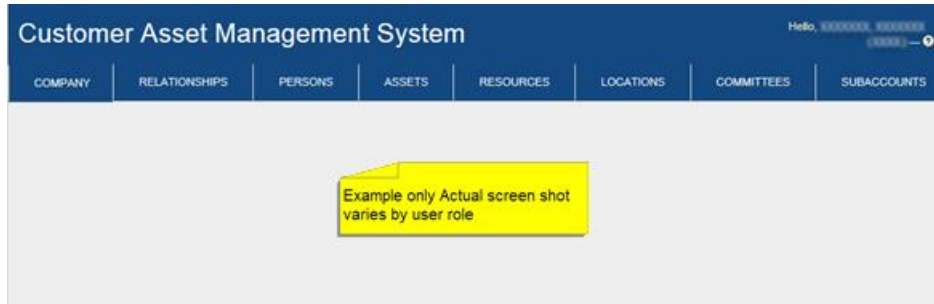 Customer Asset Management System
Hello,
COMPANY RELATIONSHIPS PERSONS ASSETS RESOURCES LOCATIONS COMMITTEES SUBACCOUNTS
Example only Actual screen shot
varies by user role